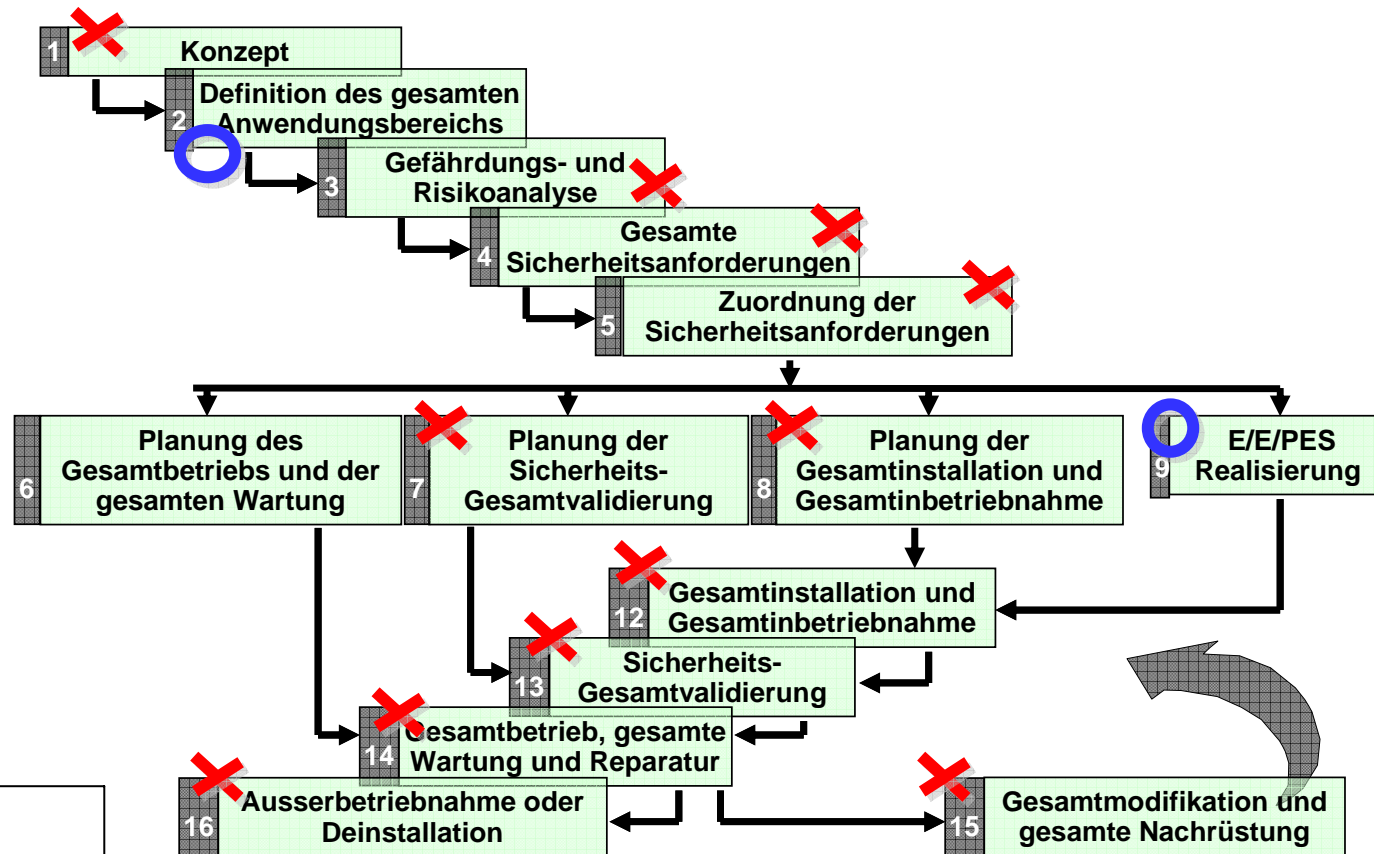 1
Konzept
2
Definition des gesamten
Anwendungsbereichs
3
Gefährdungs- und
Risikoanalyse
4
Gesamte
Sicherheitsanforderungen
5
Zuordnung der
Sicherheitsanforderungen
6
Planung des
Gesamtbetriebs und der
gesamten Wartung
7
Planung der
Sicherheits-
Gesamtvalidierung
8
Planung der
Gesamtinstallation und
Gesamtinbetriebnahme
9
E/E/PES
Realisierung
12
Gesamtinstallation und
Gesamtinbetriebnahme
13
Sicherheits-
Gesamtvalidierung
14
Gesamtbetrieb, gesamte
Wartung und Reparatur
16
Ausserbetriebnahme oder
Deinstallation
15
Gesamtmodifikation und
gesamte Nachrüstung